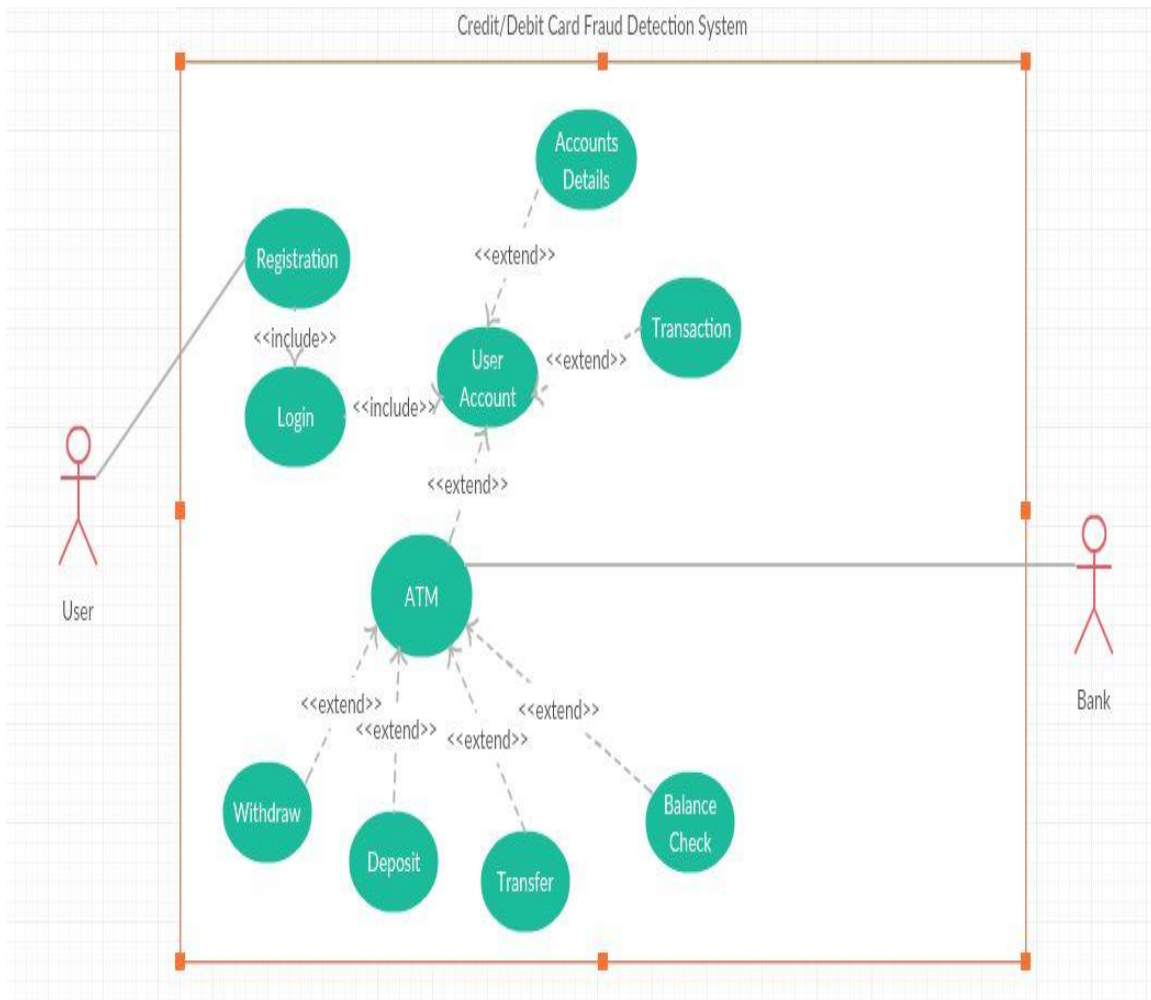 Credit/Debit Card Fraud Detection System
Accounts
Details
<<extend>>
Registration
<<include>>
Transaction
<<extend>>
User
Account
Login
<<include>>
<<extend>>
ATM
User
Bank
<<extend>>
<<extend>>
<<extend>>
<<extend>>
Withdraw
Deposit
Transfer
Balance
Check